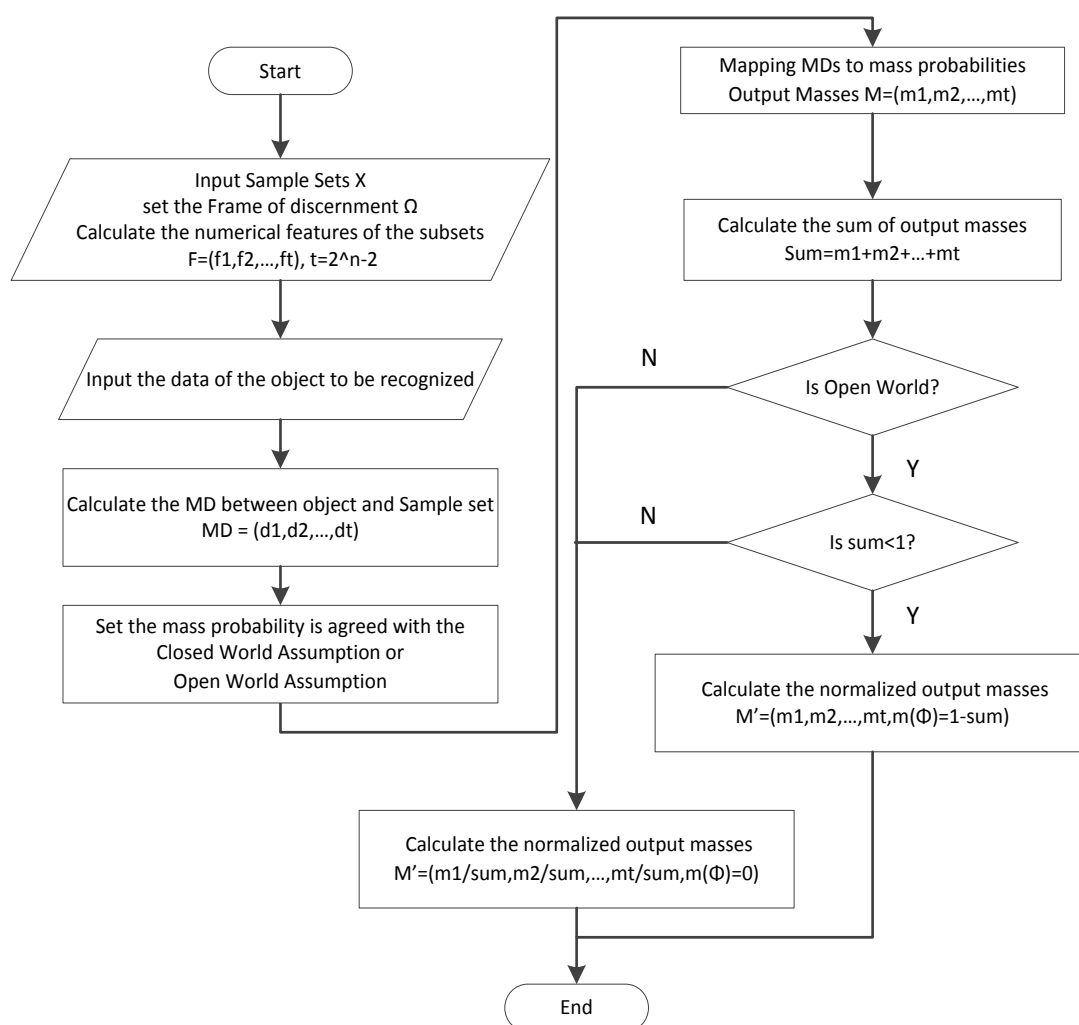 Start
Input Sample Sets X
set the Frame of discernment Ω
Calculate the numerical features of the subsets
F=(f1,f2,…,ft), t=2^n-2
Input the data of the object to be recognized
Calculate the MD between object and Sample set
MD = (d1,d2,…,dt)
Set the mass probability is agreed with the
Closed World Assumption or
Open World Assumption
Mapping MDs to mass probabilities
Output Masses M=(m1,m2,…,mt)
Calculate the sum of output masses
Sum=m1+m2+…+mt
Is Open World?
N
Y
Is sum<1?
N
Y
Calculate the normalized output masses
M’=(m1,m2,…,mt,m(Φ)=1-sum)
Calculate the normalized output masses
M’=(m1/sum,m2/sum,…,mt/sum,m(Φ)=0)
End